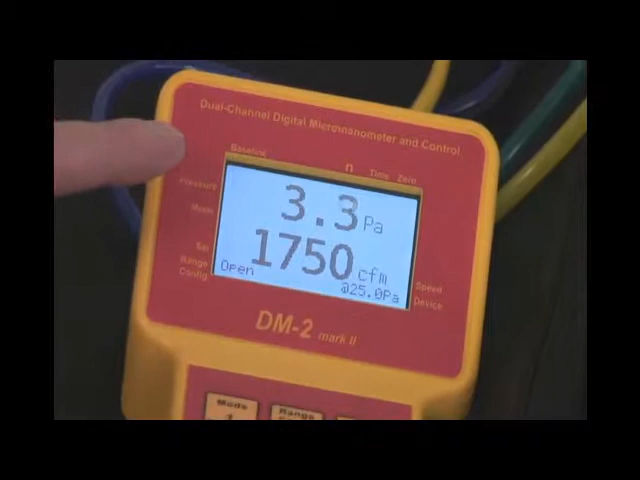 Dual-Channel Digital Micromanometer and Control
Baseline
n Time Zero
Pressure
Mode
3.3 Pa
1750 cfm
Set
Range
Config
Open
@25.0Pa
Speed
Device
DM-2 mark II
Mode
Range